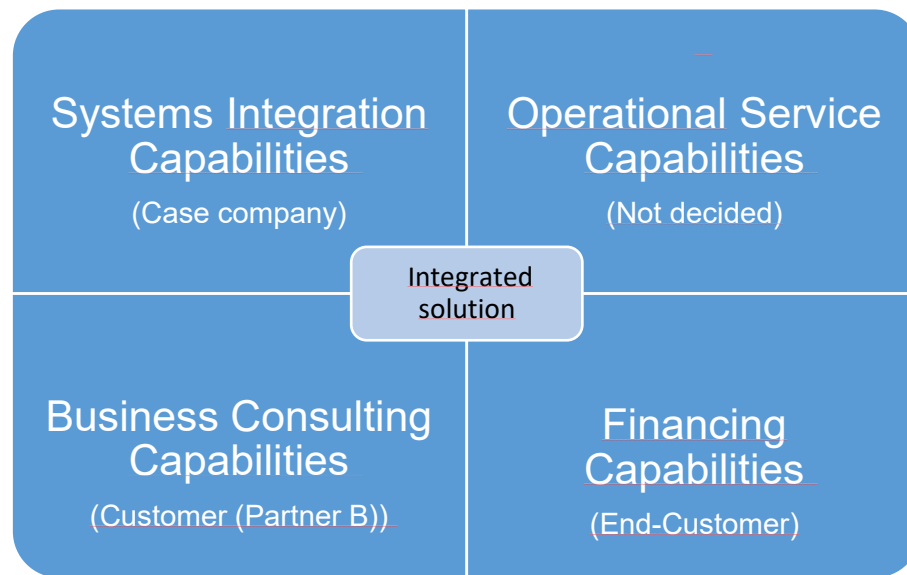 Systems Integration
Capabilities
(Case company)
Operational Service
Capabilities
(Not decided)
Integrated
solution
Business Consulting
Capabilities
(Customer (Partner B))
Financing
Capabilities
(End-Customer)